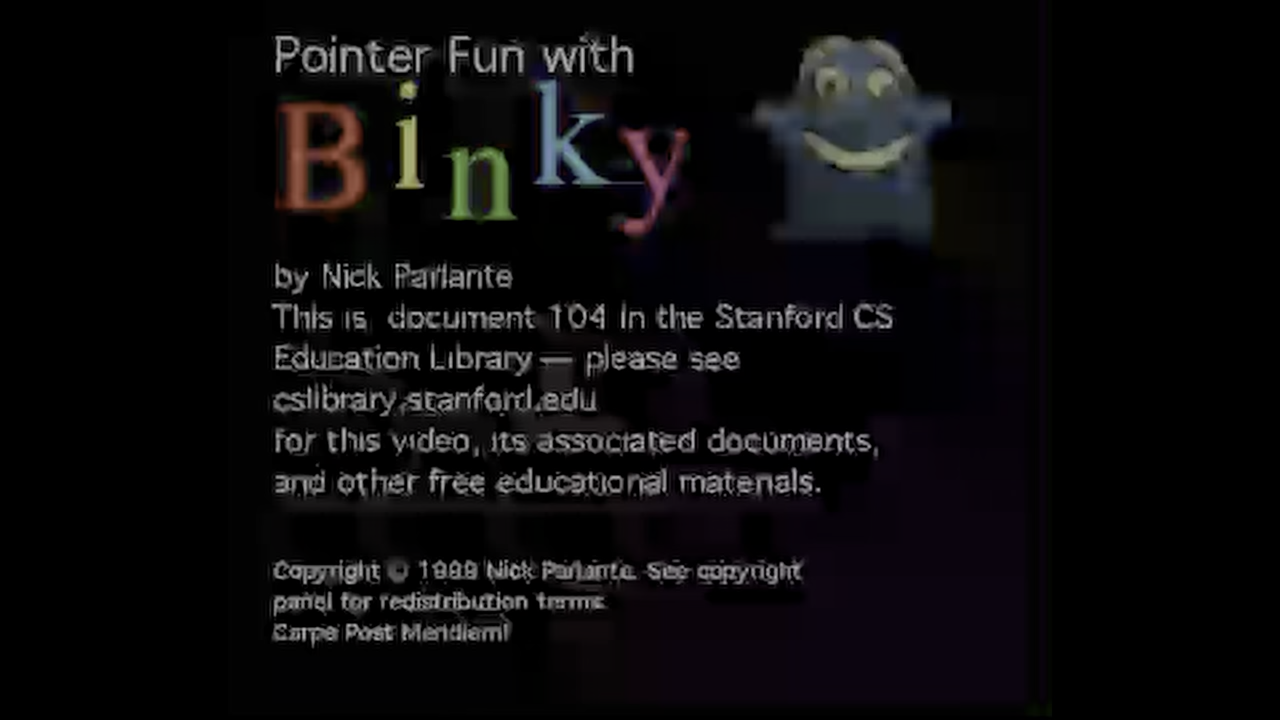 Pointer Fun with
Binky
by Nick Parlante
This is document 104 in the Stanford CS
Education Library — please see
cslibrary.stanford.edu
for this video, its associated documents,
and other free educational materials.
Copyright © 1999 Nick Parlante. See copyright
panel for redistribution terms.
Carpe Post Meridiem!